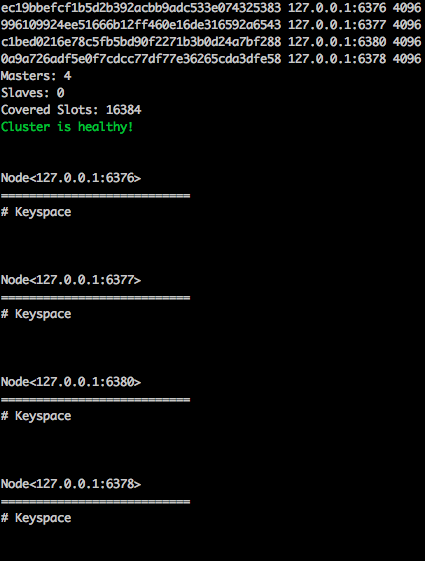 ec19bbefcf1b5d2b392acbb9adc533e074325383 127.0.0.1:6376 4096
996109924ee51666b12ff460e16de316592a6543 127.0.0.1:6377 4096
c1bed0216e78c5fb5bd90f2271b3b0d24a7bf288 127.0.0.1:6380 4096
0a9a726adf5e0f7cdcc77df77e36265cda3dfe58 127.0.0.1:6378 4096
Masters: 4
Slaves: 0
Covered Slots: 16384
Cluster is healthy!
Node<127.0.0.1:6376>
===========================
# Keyspace
Node<127.0.0.1:6377>
===========================
# Keyspace
Node<127.0.0.1:6380>
===========================
# Keyspace
Node<127.0.0.1:6378>
===========================
# Keyspace